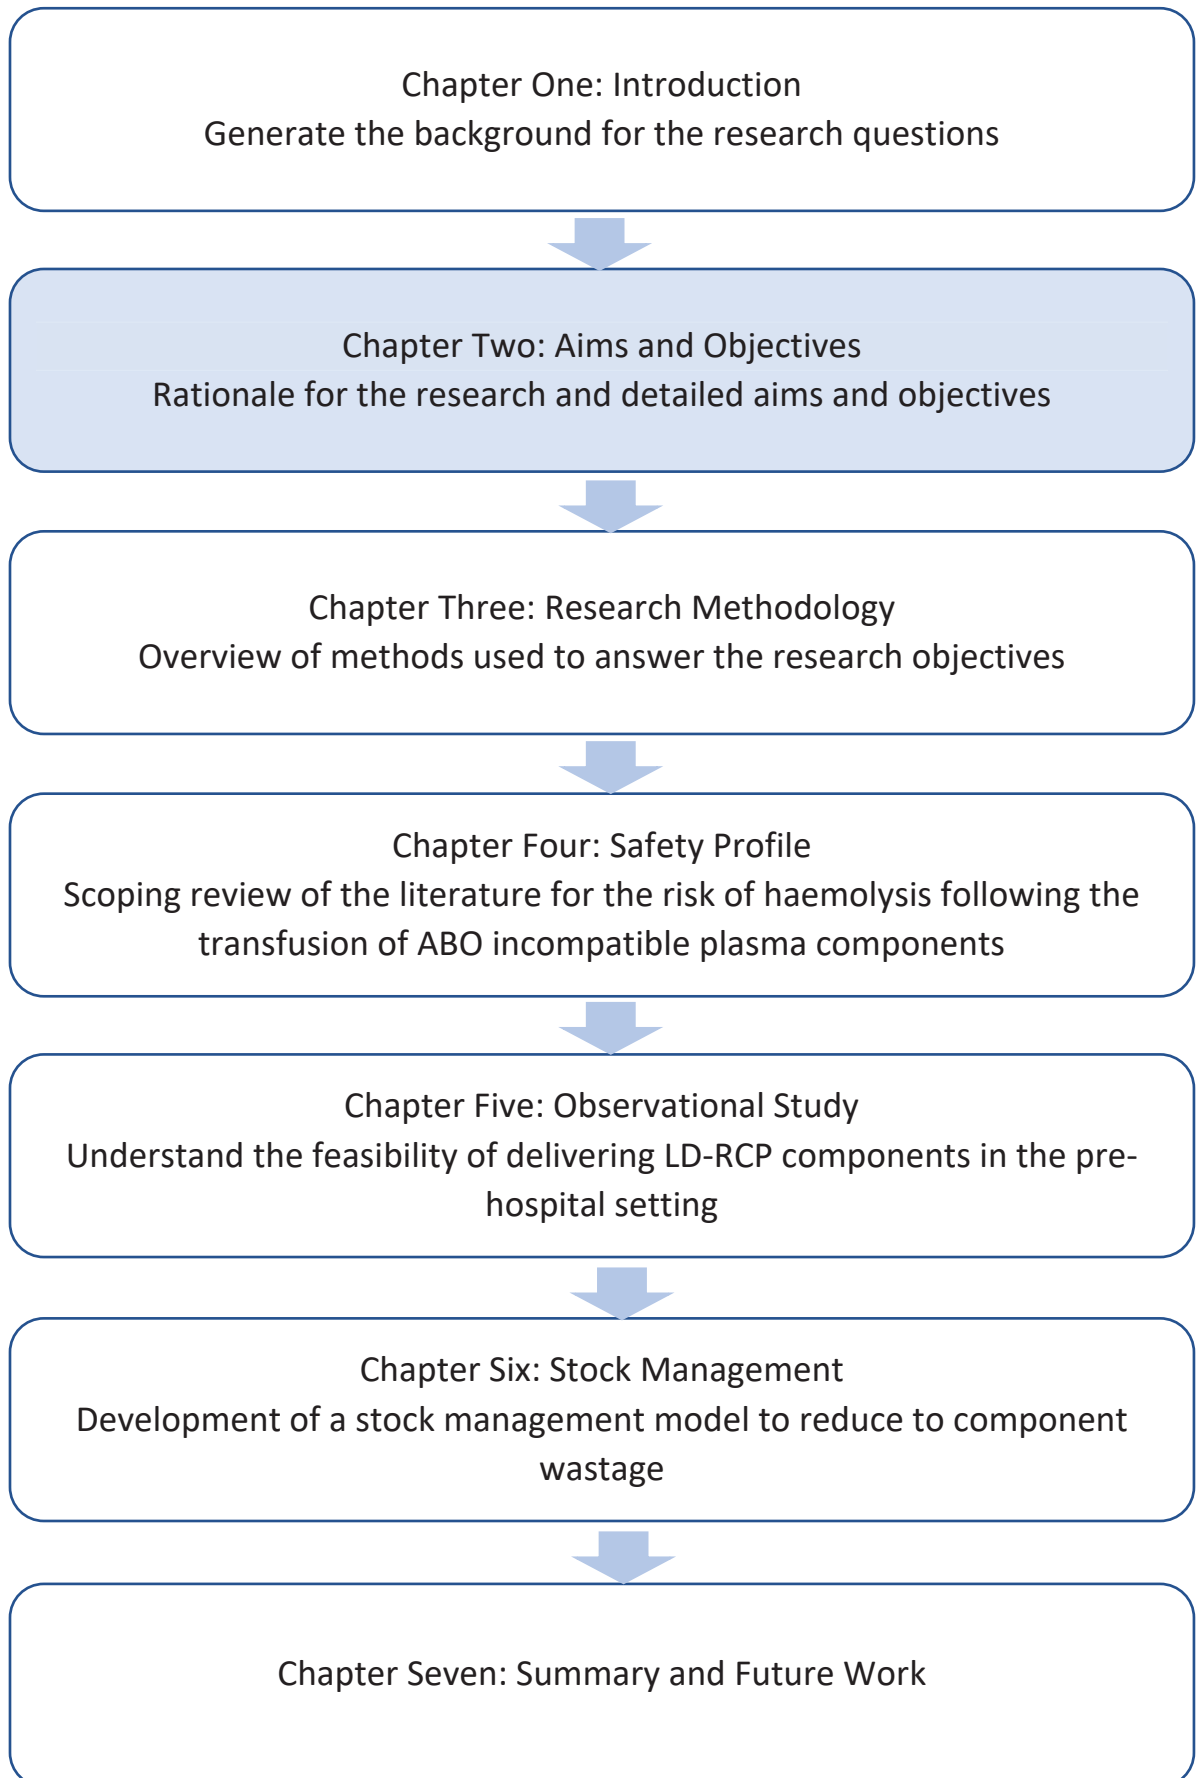 Chapter One: Introduction
Generate the background for the research questions
Chapter Two: Aims and Objectives
Rationale for the research and detailed aims and objectives
Chapter Three: Research Methodology
Overview of methods used to answer the research objectives
Chapter Four: Safety Profile
Scoping review of the literature for the risk of haemolysis following the
transfusion of ABO incompatible plasma components
Chapter Five: Observational Study
Understand the feasibility of delivering LD-RCP components in the pre-
hospital setting
Chapter Six: Stock Management
Development of a stock management model to reduce to component
wastage
Chapter Seven: Summary and Future Work